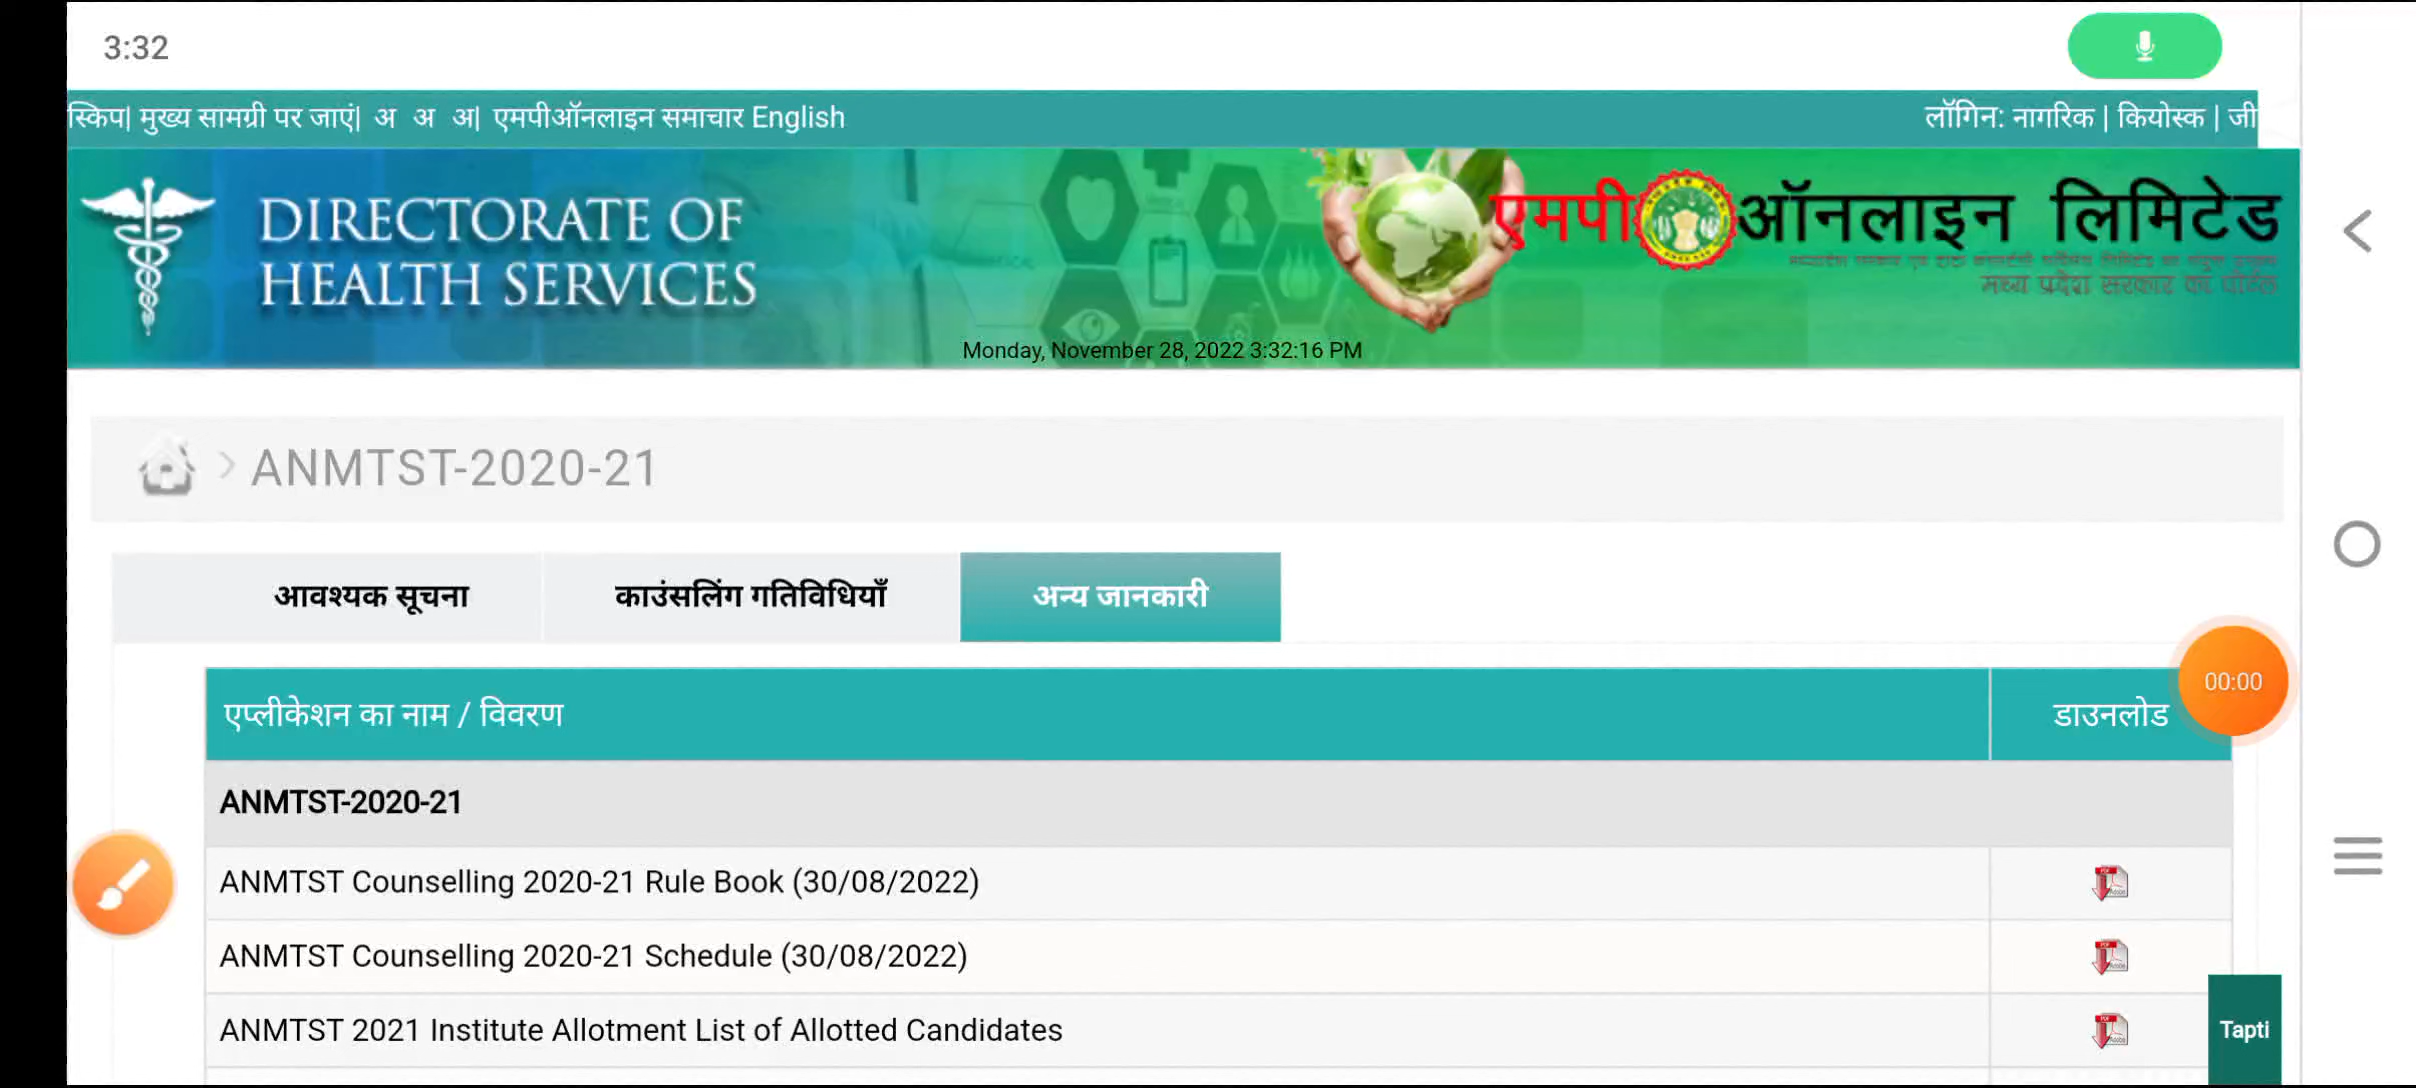 3:32
स्किप| मुख्य सामग्री पर जाएं| अ अ अ| एमपीऑनलाइन समाचार English
लॉगिन: नागरिक | कियोस्क | जी
DIRECTORATE OF
HEALTH SERVICES
एमपी ऑनलाइन लिमिटेड
मध्य प्रदेश सरकार का पोर्टल
Monday, November 28, 2022 3:32:16 PM
> ANMTST-2020-21
आवश्यक सूचना काउंसलिंग गतिविधियाँ अन्य जानकारी
एप्लीकेशन का नाम / विवरण डाउनलोड
00:00
ANMTST-2020-21
ANMTST Counselling 2020-21 Rule Book (30/08/2022)
ANMTST Counselling 2020-21 Schedule (30/08/2022)
ANMTST 2021 Institute Allotment List of Allotted Candidates
Tapti